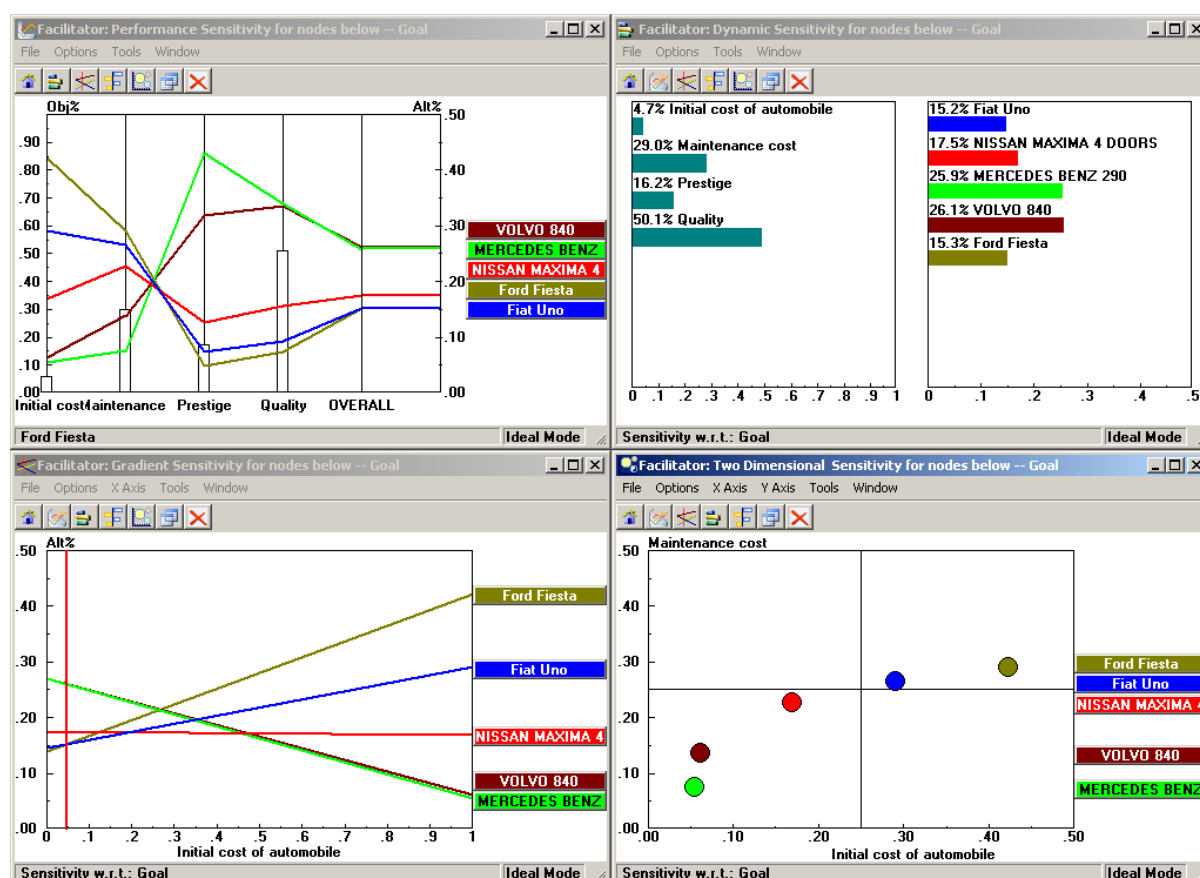 Facilitator: Performance Sensitivity for nodes below -- Goal
File Options Tools Window
Obj% Alt%
.90
.80
.70
.60
.50
.40
.30
.20
.10
.00
.50
.40
.30
.20
.10
.00
VOLVO 840
MERCEDES BENZ
NISSAN MAXIMA 4
Ford Fiesta
Fiat Uno
Initial cost Maintenance Prestige Quality OVERALL
Ford Fiesta Ideal Mode
Facilitator: Dynamic Sensitivity for nodes below -- Goal
File Options Tools Window
4.7% Initial cost of automobile
29.0% Maintenance cost
16.2% Prestige
50.1% Quality
0 .1 .2 .3 .4 .5 .6 .7 .8 .9 1
15.2% Fiat Uno
17.5% NISSAN MAXIMA 4 DOORS
25.9% MERCEDES BENZ 290
26.1% VOLVO 840
15.3% Ford Fiesta
0 .1 .2 .3 .4 .5
Sensitivity w.r.t.: Goal Ideal Mode
Facilitator: Gradient Sensitivity for nodes below -- Goal
File Options X Axis Tools Window
Alt%
.50
.40
.30
.20
.10
.00
Ford Fiesta
Fiat Uno
NISSAN MAXIMA 4
VOLVO 840
MERCEDES BENZ
0 .1 .2 .3 .4 .5 .6 .7 .8 .9 1
Initial cost of automobile
Sensitivity w.r.t.: Goal Ideal Mode
Facilitator: Two Dimensional Sensitivity for nodes below -- Goal
File Options X Axis Y Axis Tools Window
Maintenance cost
.50
.40
.30
.20
.10
.00
Ford Fiesta
Fiat Uno
NISSAN MAXIMA 4
VOLVO 840
MERCEDES BENZ
.00 .10 .20 .30 .40 .50
Initial cost of automobile
Sensitivity w.r.t.: Goal Ideal Mode